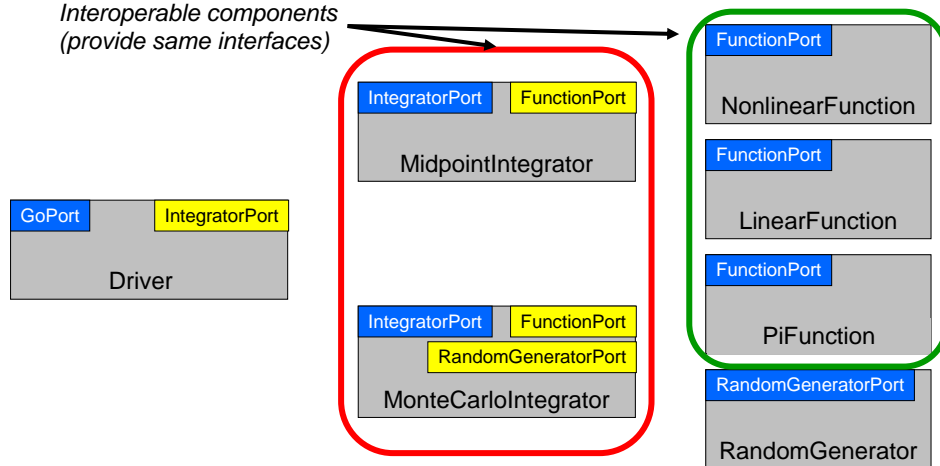 Interoperable components
(provide same interfaces)
FunctionPort
NonlinearFunction
IntegratorPort FunctionPort
MidpointIntegrator
FunctionPort
LinearFunction
GoPort IntegratorPort
Driver
FunctionPort
PiFunction
IntegratorPort FunctionPort
RandomGeneratorPort
MonteCarloIntegrator
RandomGeneratorPort
RandomGenerator